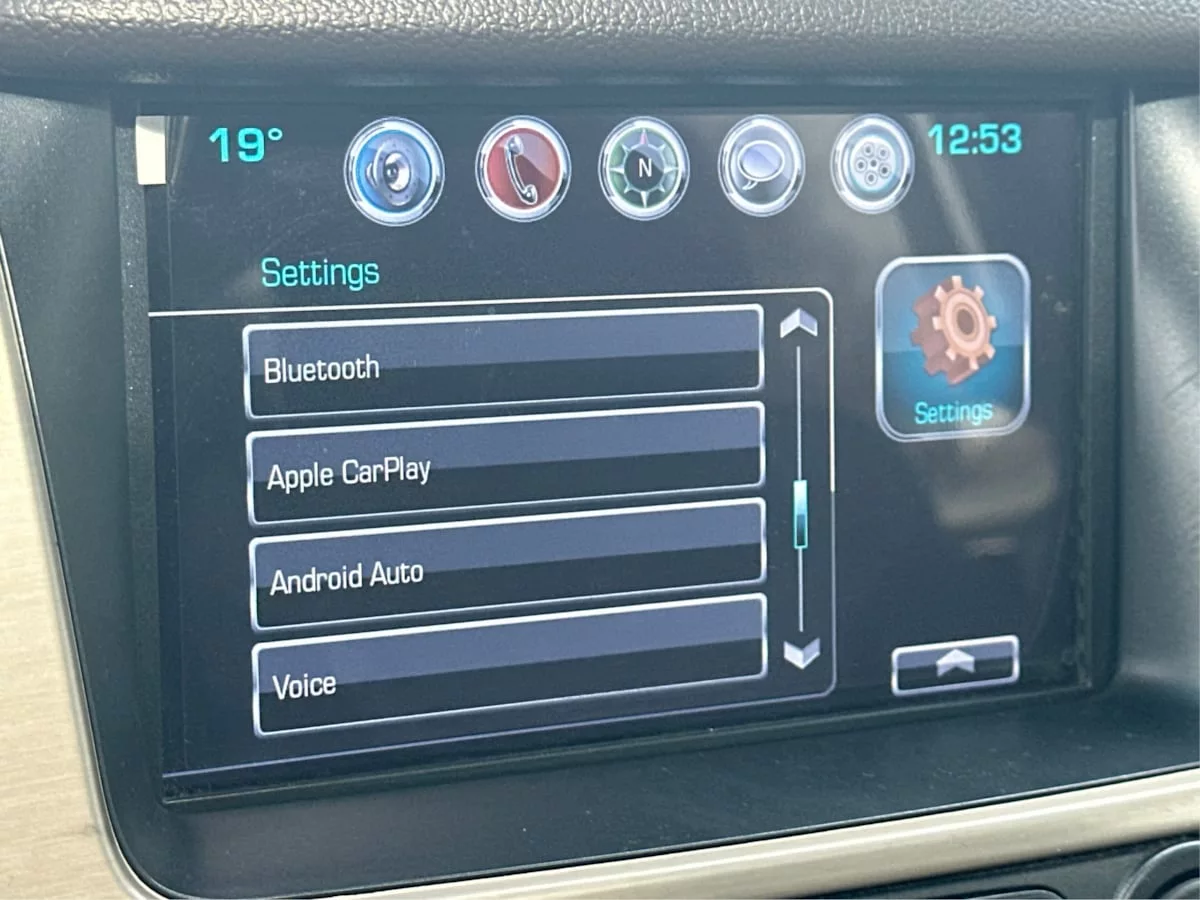 19°
N
12:53
Settings
Bluetooth
Apple CarPlay
Android Auto
Voice
Settings